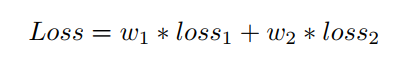 Loss = w₁ * loss₁ + w₂ * loss₂